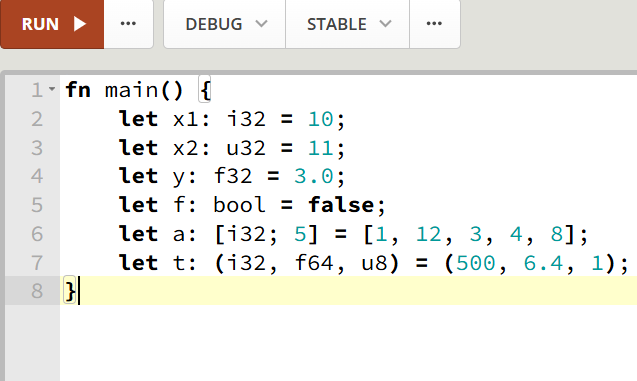 RUN ▶ ··· DEBUG STABLE ···
1 fn main() {
2     let x1: i32 = 10;
3     let x2: u32 = 11;
4     let y: f32 = 3.0;
5     let f: bool = false;
6     let a: [i32; 5] = [1, 12, 3, 4, 8];
7     let t: (i32, f64, u8) = (500, 6.4, 1);
8 }